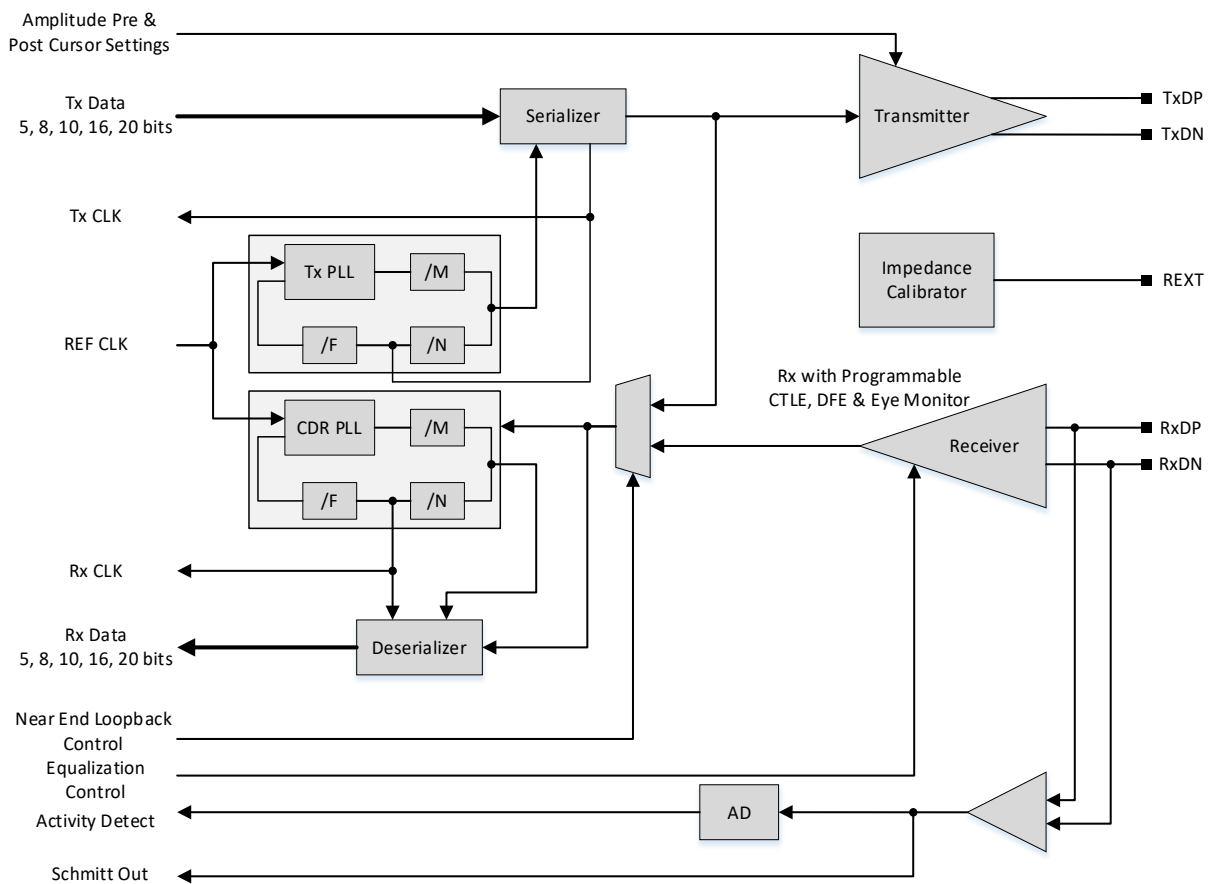 Amplitude Pre &
Post Cursor Settings
Tx Data
5, 8, 10, 16, 20 bits
Serializer
Transmitter
TxDP
TxDN
Tx CLK
Tx PLL
/M
/F
/N
REF CLK
Impedance
Calibrator
REXT
Rx with Programmable
CTLE, DFE & Eye Monitor
CDR PLL
/M
/F
/N
Receiver
RxDP
RxDN
Rx CLK
Rx Data
5, 8, 10, 16, 20 bits
Deserializer
Near End Loopback
Control
Equalization
Control
Activity Detect
AD
Schmitt Out